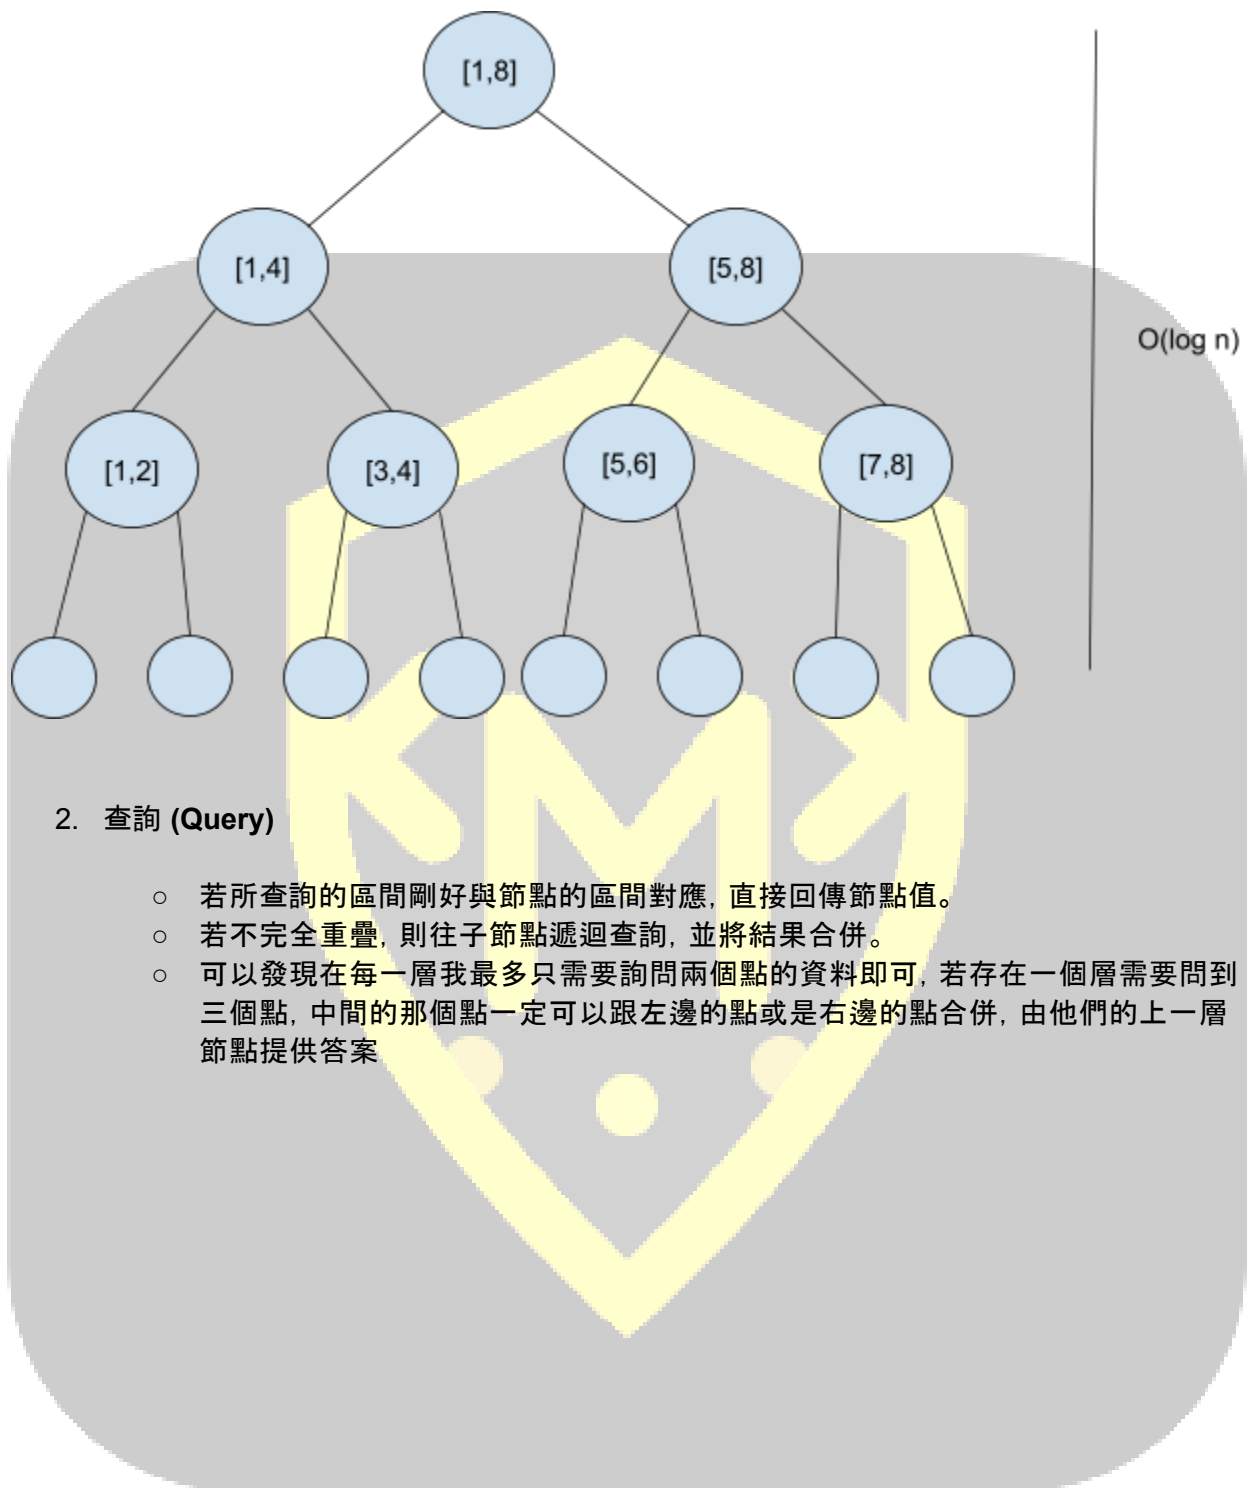 [1,8]
[1,4] [5,8]
O(log n)
[1,2] [3,4] [5,6] [7,8]
2. 查詢 (Query)
○ 若所查詢的區間剛好與節點的區間對應, 直接回傳節點值。
○ 若不完全重疊, 則往子節點遞迴查詢, 並將結果合併。
○ 可以發現在每一層我最多只需要詢問兩個點的資料即可, 若存在一個層需要問到
三個點, 中間的那個點一定可以跟左邊的點或是右邊的點合併, 由他們的上一層
節點提供答案